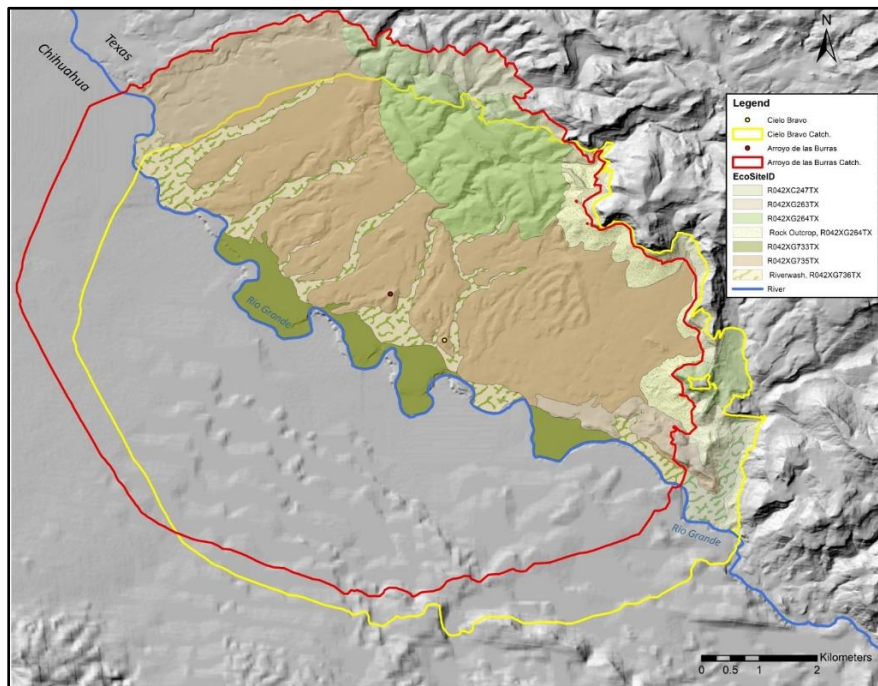 N
Texas
Chihuahua
Legend
Cielo Bravo
Cielo Bravo Catch.
Arroyo de las Burras
Arroyo de las Burras Catch.
EcoSiteID
R042XC247TX
R042XG263TX
R042XG264TX
Rock Outcrop, R042XG264TX
R042XG733TX
R042XG735TX
Riverwash, R042XG736TX
River
Rio Grande
Rio Grande
Kilometers
0 0.5 1 2